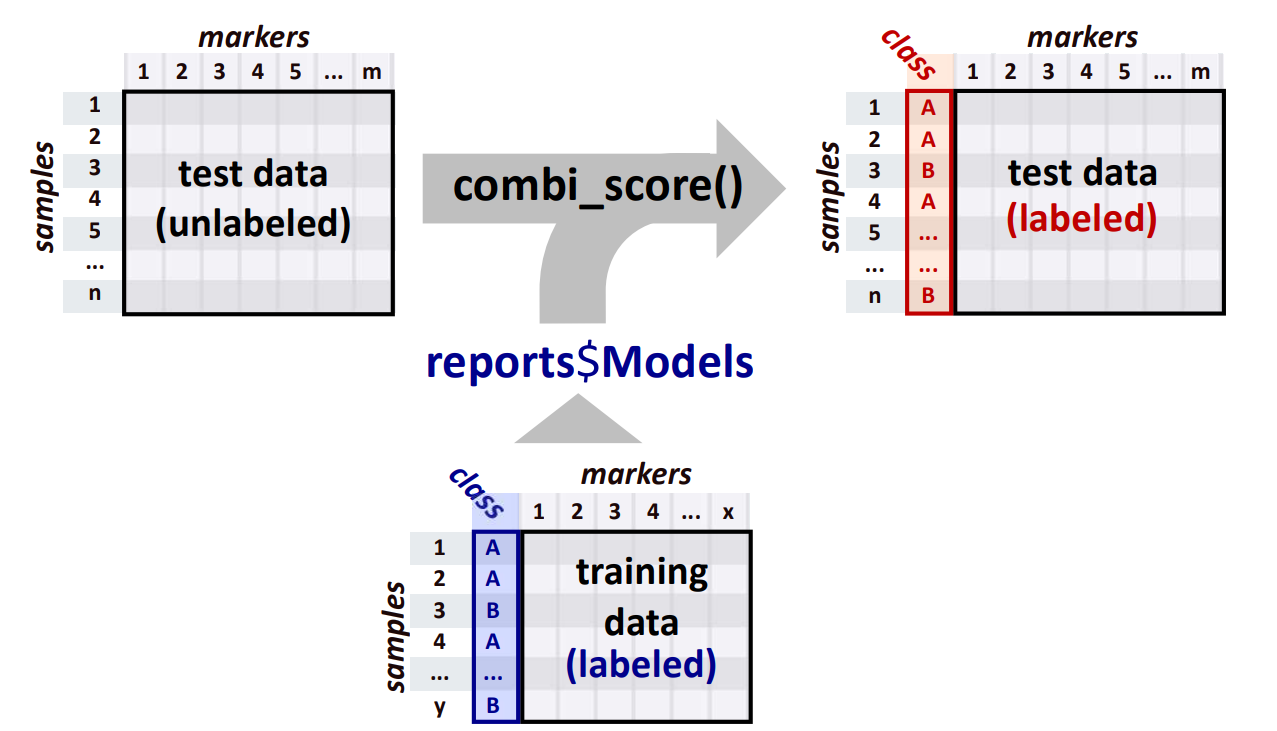 markers
1 2 3 4 5 ... m
samples
1
2
3
4
5
...
n
test data
(unlabeled)
combi_score()
class
markers
1 2 3 4 5 ... m
samples
1 A
2 A
3 B
4 A
5 ...
... ...
n B
test data
(labeled)
reports$Models
class
markers
1 2 3 4 ... x
samples
1 A
2 A
3 B
4 A
... ...
y B
training
data
(labeled)